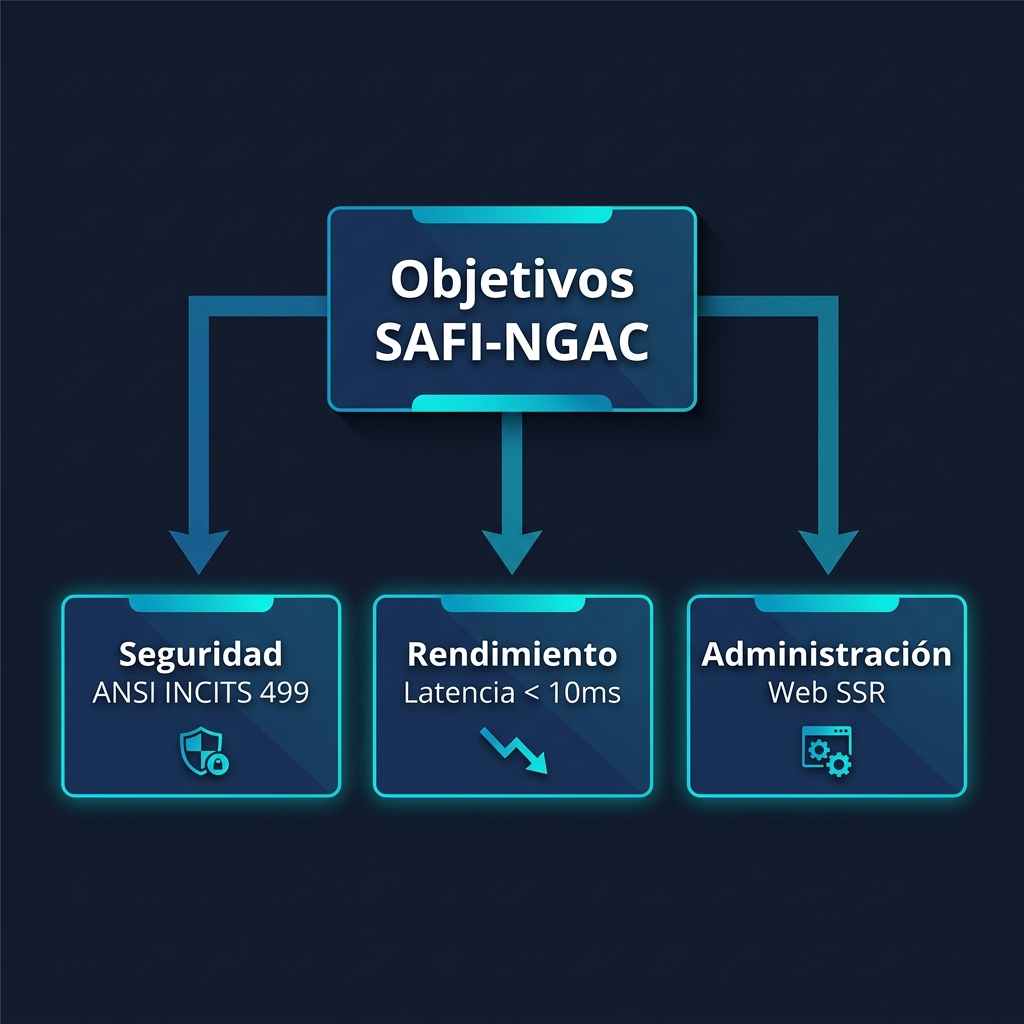 Objetivos
SAFI-NGAC
Seguridad
ANSI INCITS 499
Rendimiento
Latencia < 10ms
Administración
Web SSR